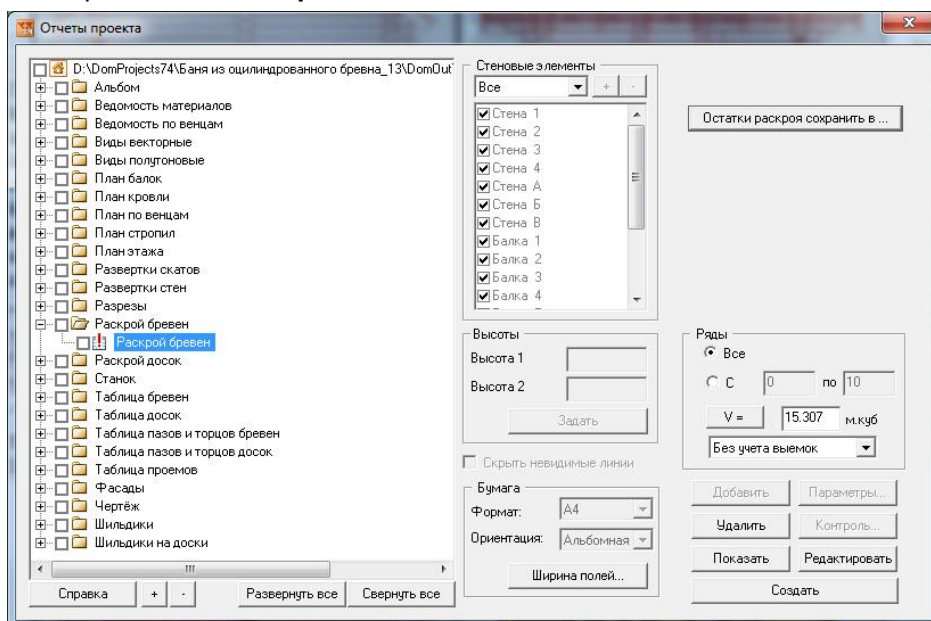 Отчеты проекта
D:\DomProjects74\Баня из оцилиндрованного бревна_13\DomOut
Альбом
Ведомость материалов
Ведомость по венцам
Виды векторные
Виды полутоновые
План балок
План кровли
План по венцам
План стропил
План этажа
Развертки скатов
Развертки стен
Разрезы
Раскрой бревен
Раскрой бревен
Раскрой досок
Станок
Таблица бревен
Таблица досок
Таблица пазов и торцов бревен
Таблица пазов и торцов досок
Таблица проемов
Фасады
Чертёж
Шильдики
Шильдики на доски
Справка + - Развернуть все Свернуть все
Стеновые элементы
Все + -
Стена 1
Стена 2
Стена 3
Стена 4
Стена А
Стена Б
Стена В
Балка 1
Балка 2
Балка 3
Балка 4
Высоты
Высота 1
Высота 2
Задать
Скрыть невидимые линии
Бумага
Формат: A4
Ориентация: Альбомная
Ширина полей...
Остатки раскроя сохранить в ...
Ряды
Все
С 0 по 10
V = 15.307 м.куб
Без учета выемок
Добавить Параметры...
Удалить Контроль...
Показать Редактировать
Создать